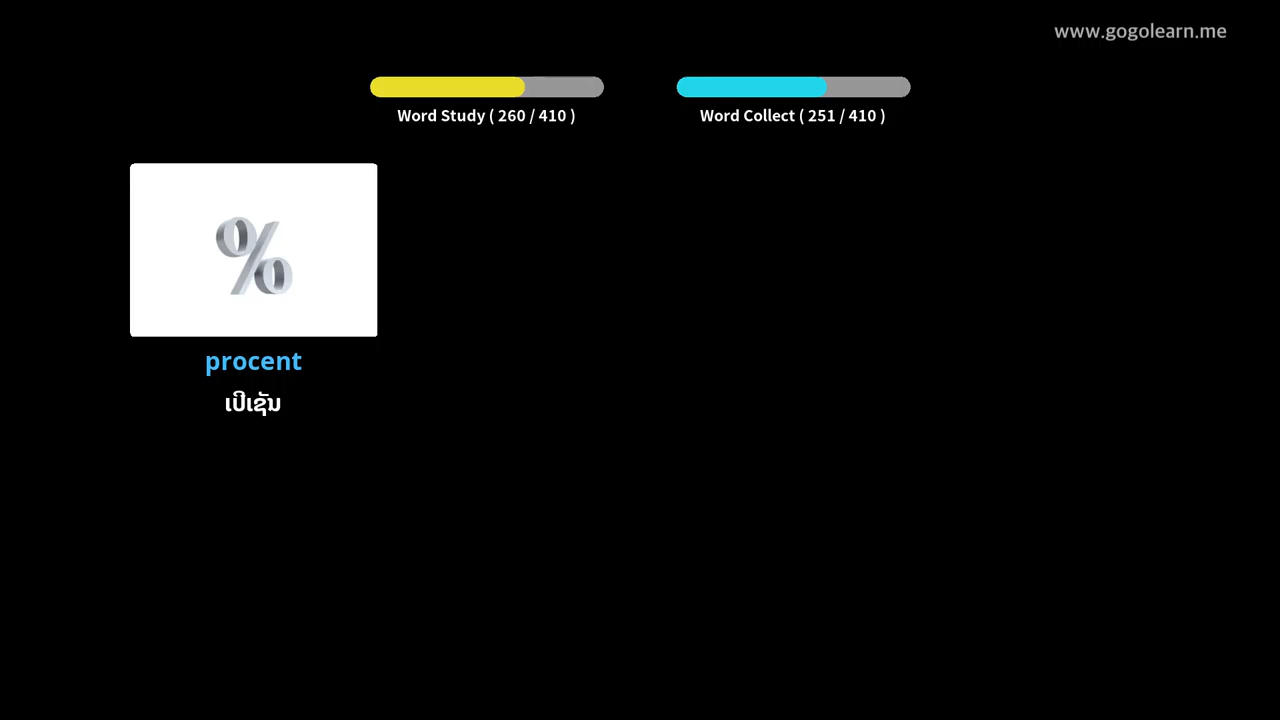 www.gogolearn.me
Word Study ( 260 / 410 )
Word Collect ( 251 / 410 )
%
procent
ເປີເຊັນ